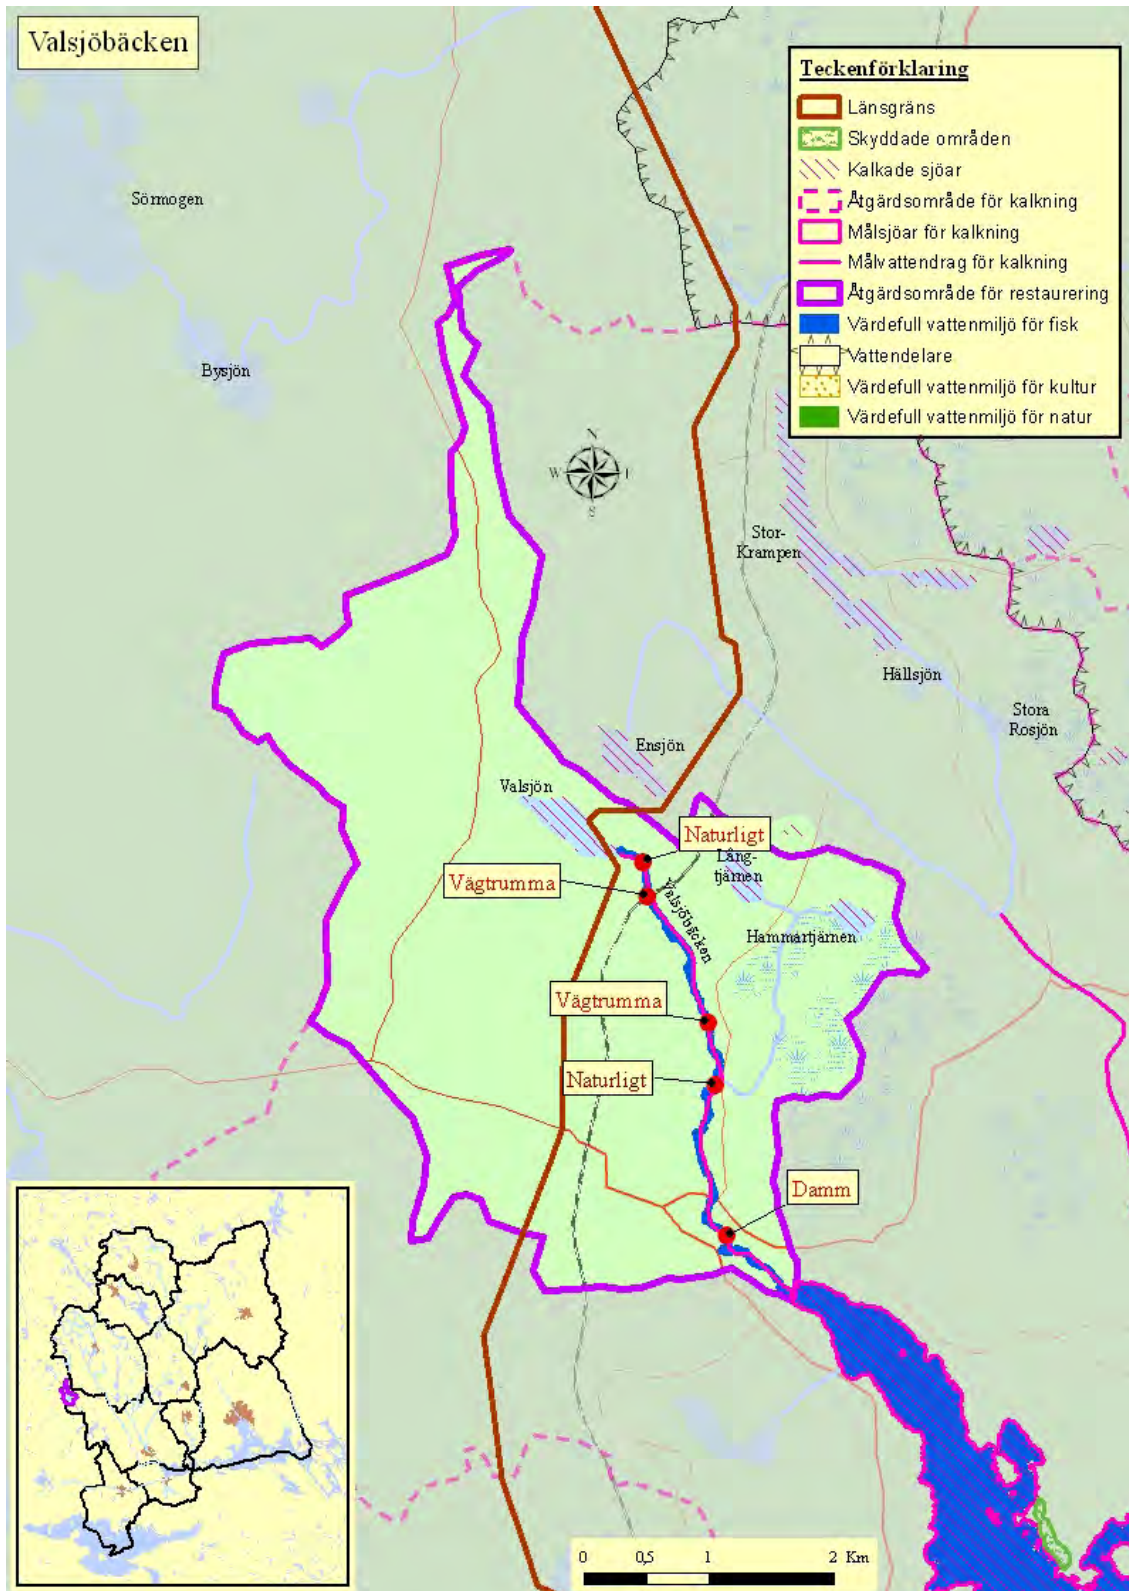 Valsjöbäcken
Teckenförklaring
Länsgräns
Skyddade områden
Kalkade sjöar
Åtgärdsområde för kalkning
Målsjöar för kalkning
Målvattendrag för kalkning
Åtgärdsområde för restaurering
Värdefull vattenmiljö för fisk
Vattendelare
Värdefull vattenmiljö för kultur
Värdefull vattenmiljö för natur
Sörmogen
Bysjön
N
W E
S
Stor-
Krampen
Hällsjön
Stora
Rosjön
Ensjön
Valsjön
Naturligt
Lång-
tjärnen
Vägtrumma
Valsjöbäcken
Hammartjärnen
Vägtrumma
Naturligt
Damm
0 0,5 1 2 Km